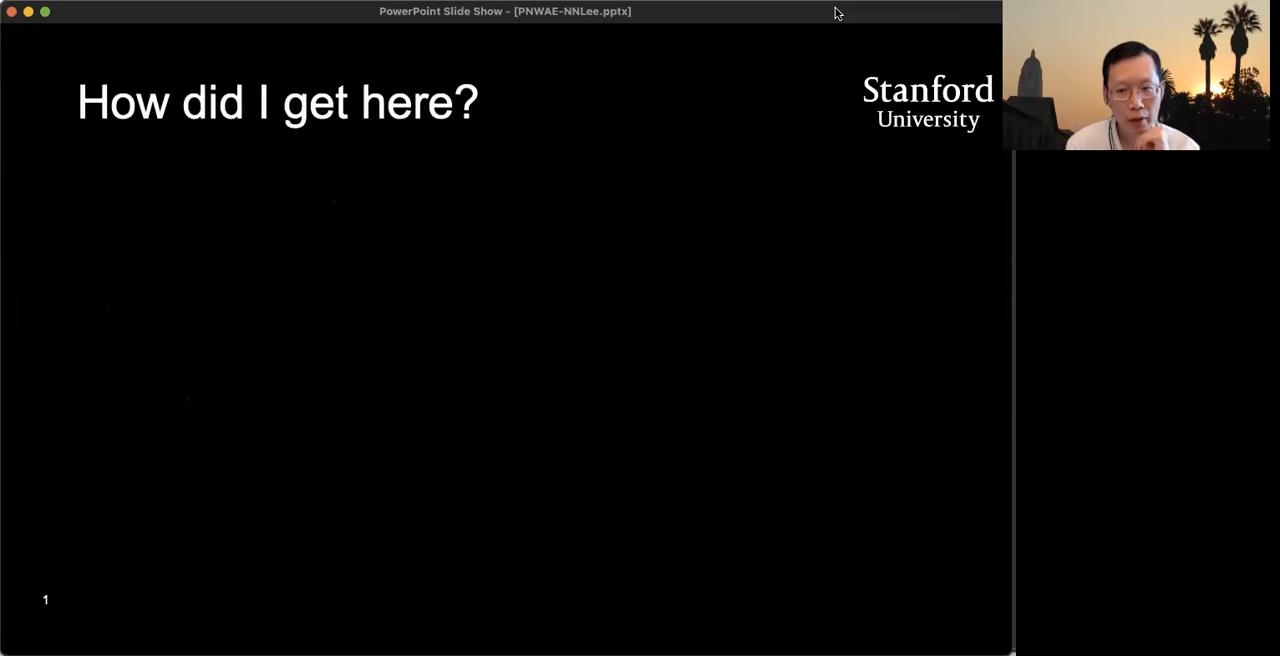 PowerPoint Slide Show - [PNWAE-NNLee.pptx]
How did I get here?
Stanford
University
1